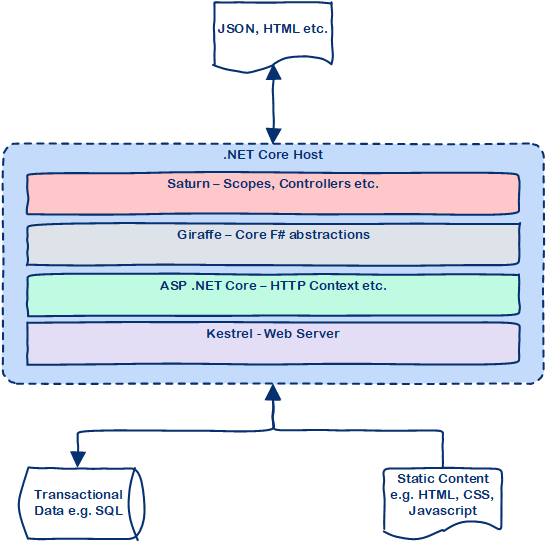 JSON, HTML etc.
.NET Core Host
Saturn – Scopes, Controllers etc.
Giraffe – Core F# abstractions
ASP .NET Core – HTTP Context etc.
Kestrel - Web Server
Transactional
Data e.g. SQL
Static Content
e.g. HTML, CSS,
Javascript